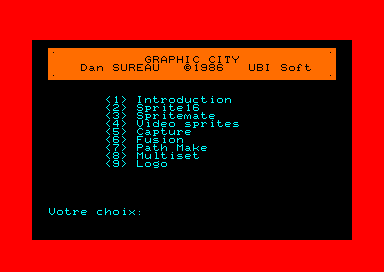 GRAPHIC CITY
Dan SUREAU ©1986 UBI Soft
(1) Introduction
(2) Sprite16
(3) Spritemate
(4) Video sprites
(5) Capture
(6) Fusion
(7) Path Make
(8) Multiset
(9) Logo
Votre choix: